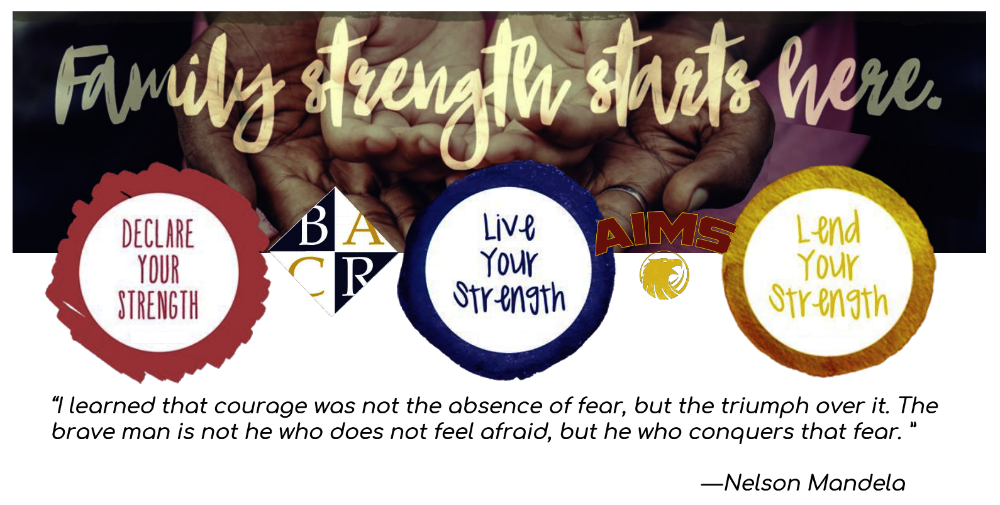 Family strength starts here.
DECLARE
YOUR
STRENGTH
B A
C R
Live
Your
Strength
AIMS
Lend
Your
Strength
“I learned that courage was not the absence of fear, but the triumph over it. The
brave man is not he who does not feel afraid, but he who conquers that fear. ”
—Nelson Mandela